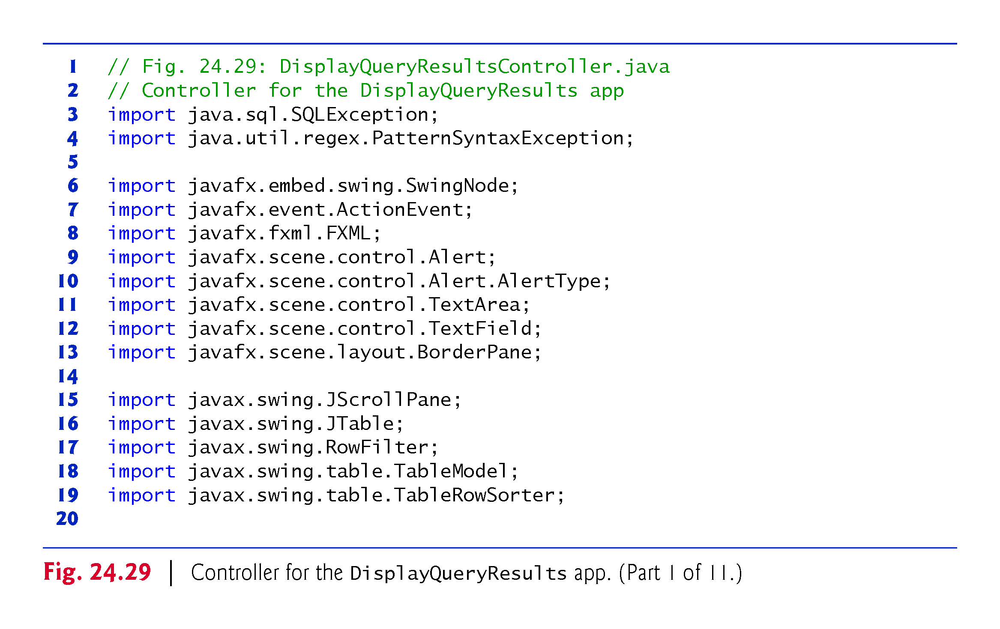 1 // Fig. 24.29: DisplayQueryResultsController.java
2 // Controller for the DisplayQueryResults app
3 import java.sql.SQLException;
4 import java.util.regex.PatternSyntaxException;
5
6 import javafx.embed.swing.SwingNode;
7 import javafx.event.ActionEvent;
8 import javafx.fxml.FXML;
9 import javafx.scene.control.Alert;
10 import javafx.scene.control.Alert.AlertType;
11 import javafx.scene.control.TextArea;
12 import javafx.scene.control.TextField;
13 import javafx.scene.layout.BorderPane;
14
15 import javax.swing.JScrollPane;
16 import javax.swing.JTable;
17 import javax.swing.RowFilter;
18 import javax.swing.table.TableModel;
19 import javax.swing.table.TableRowSorter;
20
Fig. 24.29 | Controller for the DisplayQueryResults app. (Part 1 of 11.)